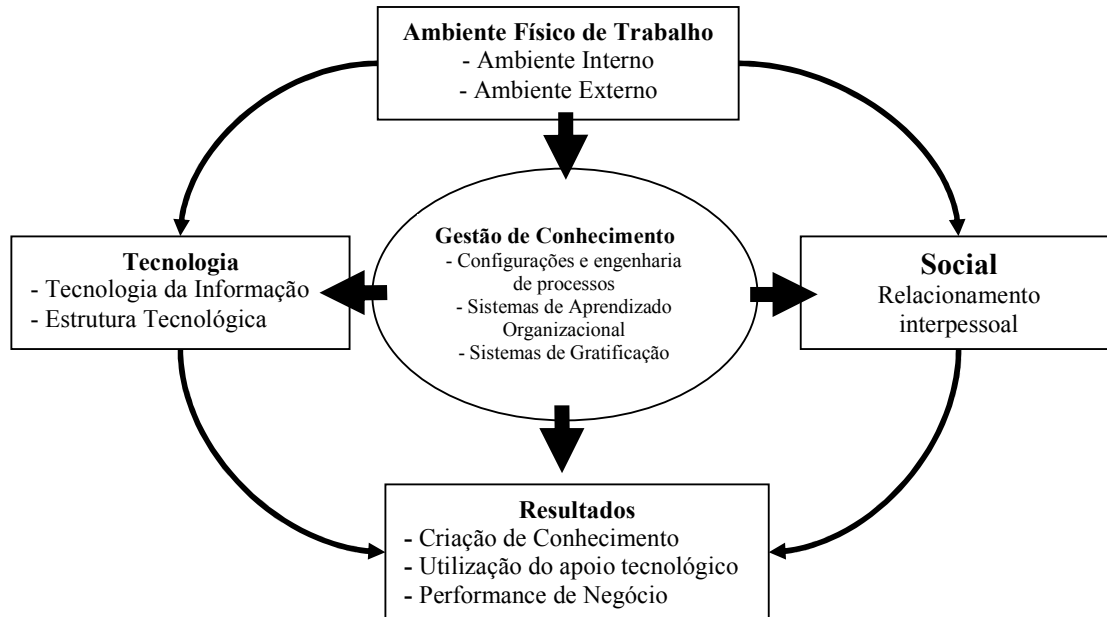 Ambiente Físico de Trabalho
- Ambiente Interno
- Ambiente Externo
Tecnologia
- Tecnologia da Informação
- Estrutura Tecnológica
Gestão de Conhecimento
- Configurações e engenharia
de processos
- Sistemas de Aprendizado
Organizacional
- Sistemas de Gratificação
Social
Relacionamento
interpessoal
Resultados
- Criação de Conhecimento
- Utilização do apoio tecnológico
- Performance de Negócio